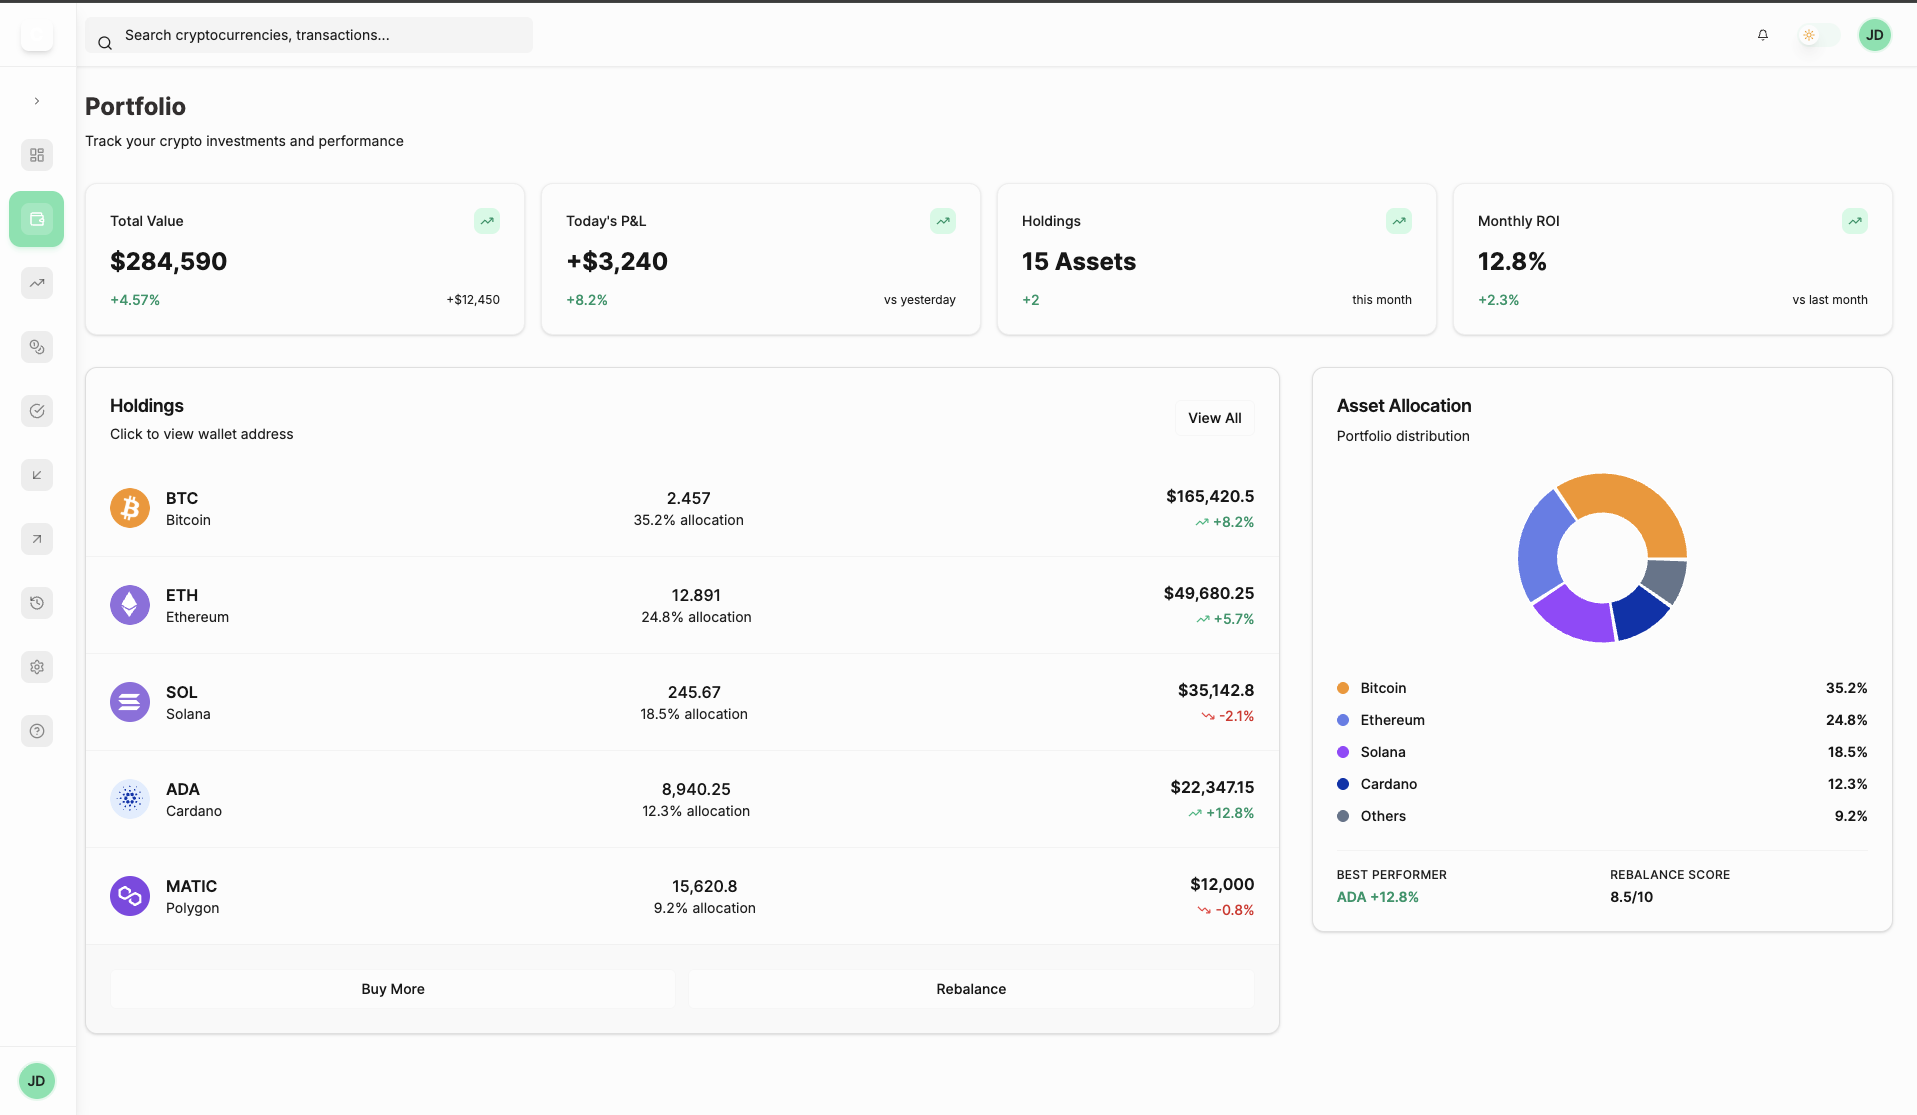 Search cryptocurrencies, transactions...
JD
Portfolio
Track your crypto investments and performance
Total Value
$284,590
+4.57%
+$12,450
Today's P&L
+$3,240
+8.2%
vs yesterday
Holdings
15 Assets
+2
this month
Monthly ROI
12.8%
+2.3%
vs last month
Holdings
Click to view wallet address
View All
BTC
Bitcoin
2.457
35.2% allocation
$165,420.5
+8.2%
ETH
Ethereum
12.891
24.8% allocation
$49,680.25
+5.7%
SOL
Solana
245.67
18.5% allocation
$35,142.8
-2.1%
ADA
Cardano
8,940.25
12.3% allocation
$22,347.15
+12.8%
MATIC
Polygon
15,620.8
9.2% allocation
$12,000
-0.8%
Buy More
Rebalance
Asset Allocation
Portfolio distribution
Bitcoin 35.2%
Ethereum 24.8%
Solana 18.5%
Cardano 12.3%
Others 9.2%
BEST PERFORMER
ADA +12.8%
REBALANCE SCORE
8.5/10
JD